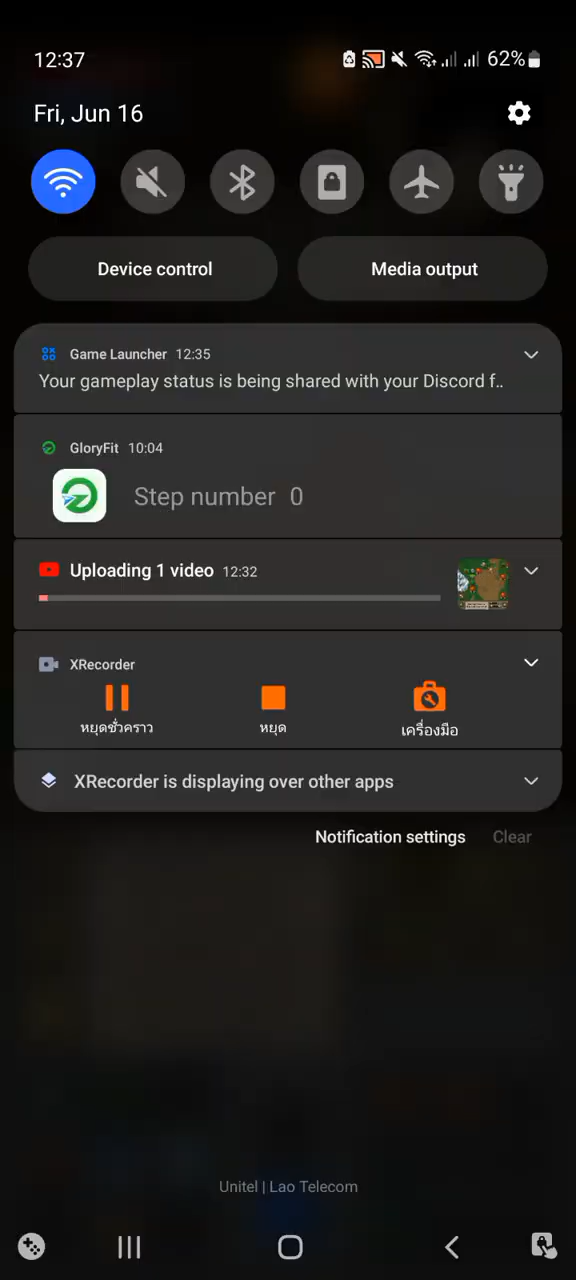 12:37
62%
Fri, Jun 16
Device control
Media output
Game Launcher 12:35
Your gameplay status is being shared with your Discord f..
GloryFit 10:04
Step number 0
Uploading 1 video 12:32
XRecorder
หยุดชั่วคราว
หยุด
เครื่องมือ
XRecorder is displaying over other apps
Notification settings
Clear
Unitel | Lao Telecom